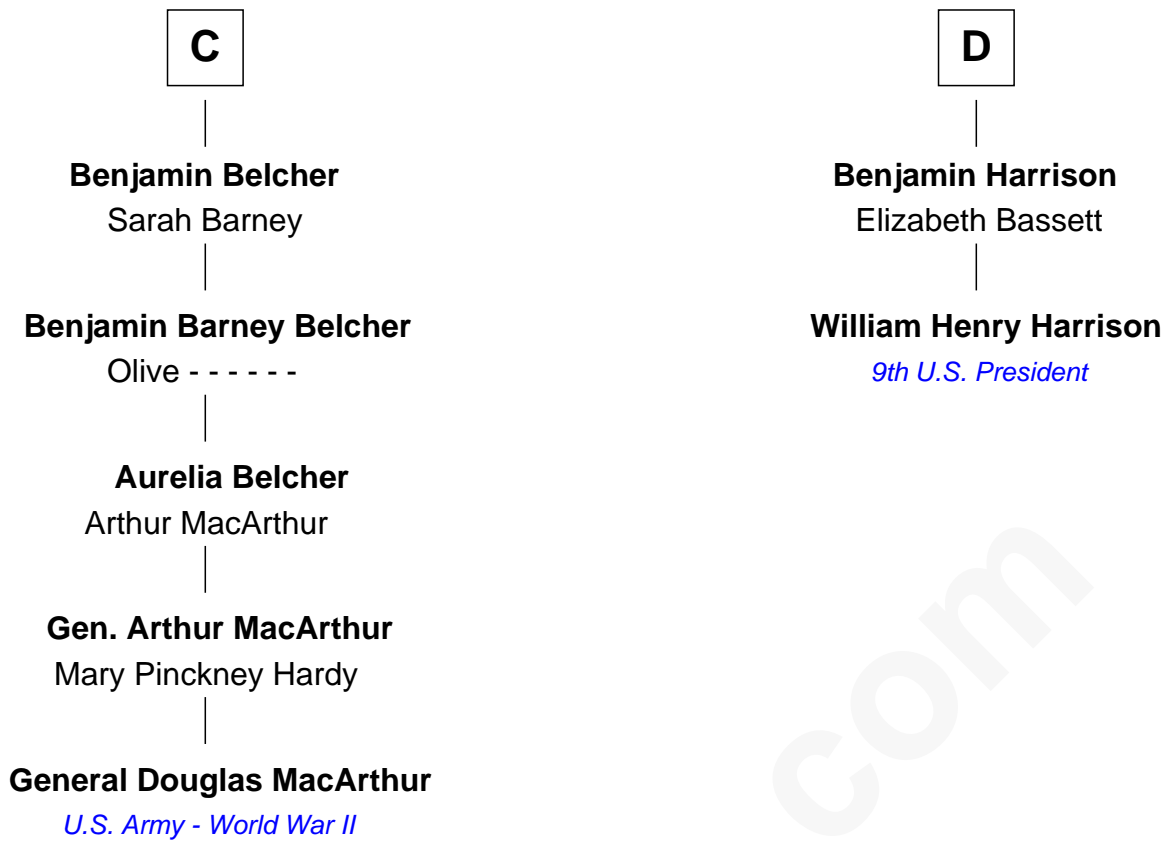 C
Benjamin Belcher
Sarah Barney
Benjamin Barney Belcher
Olive - - - - - -
Aurelia Belcher
Arthur MacArthur
Gen. Arthur MacArthur
Mary Pinckney Hardy
General Douglas MacArthur
U.S. Army - World War II
D
Benjamin Harrison
Elizabeth Bassett
William Henry Harrison
9th U.S. President
com